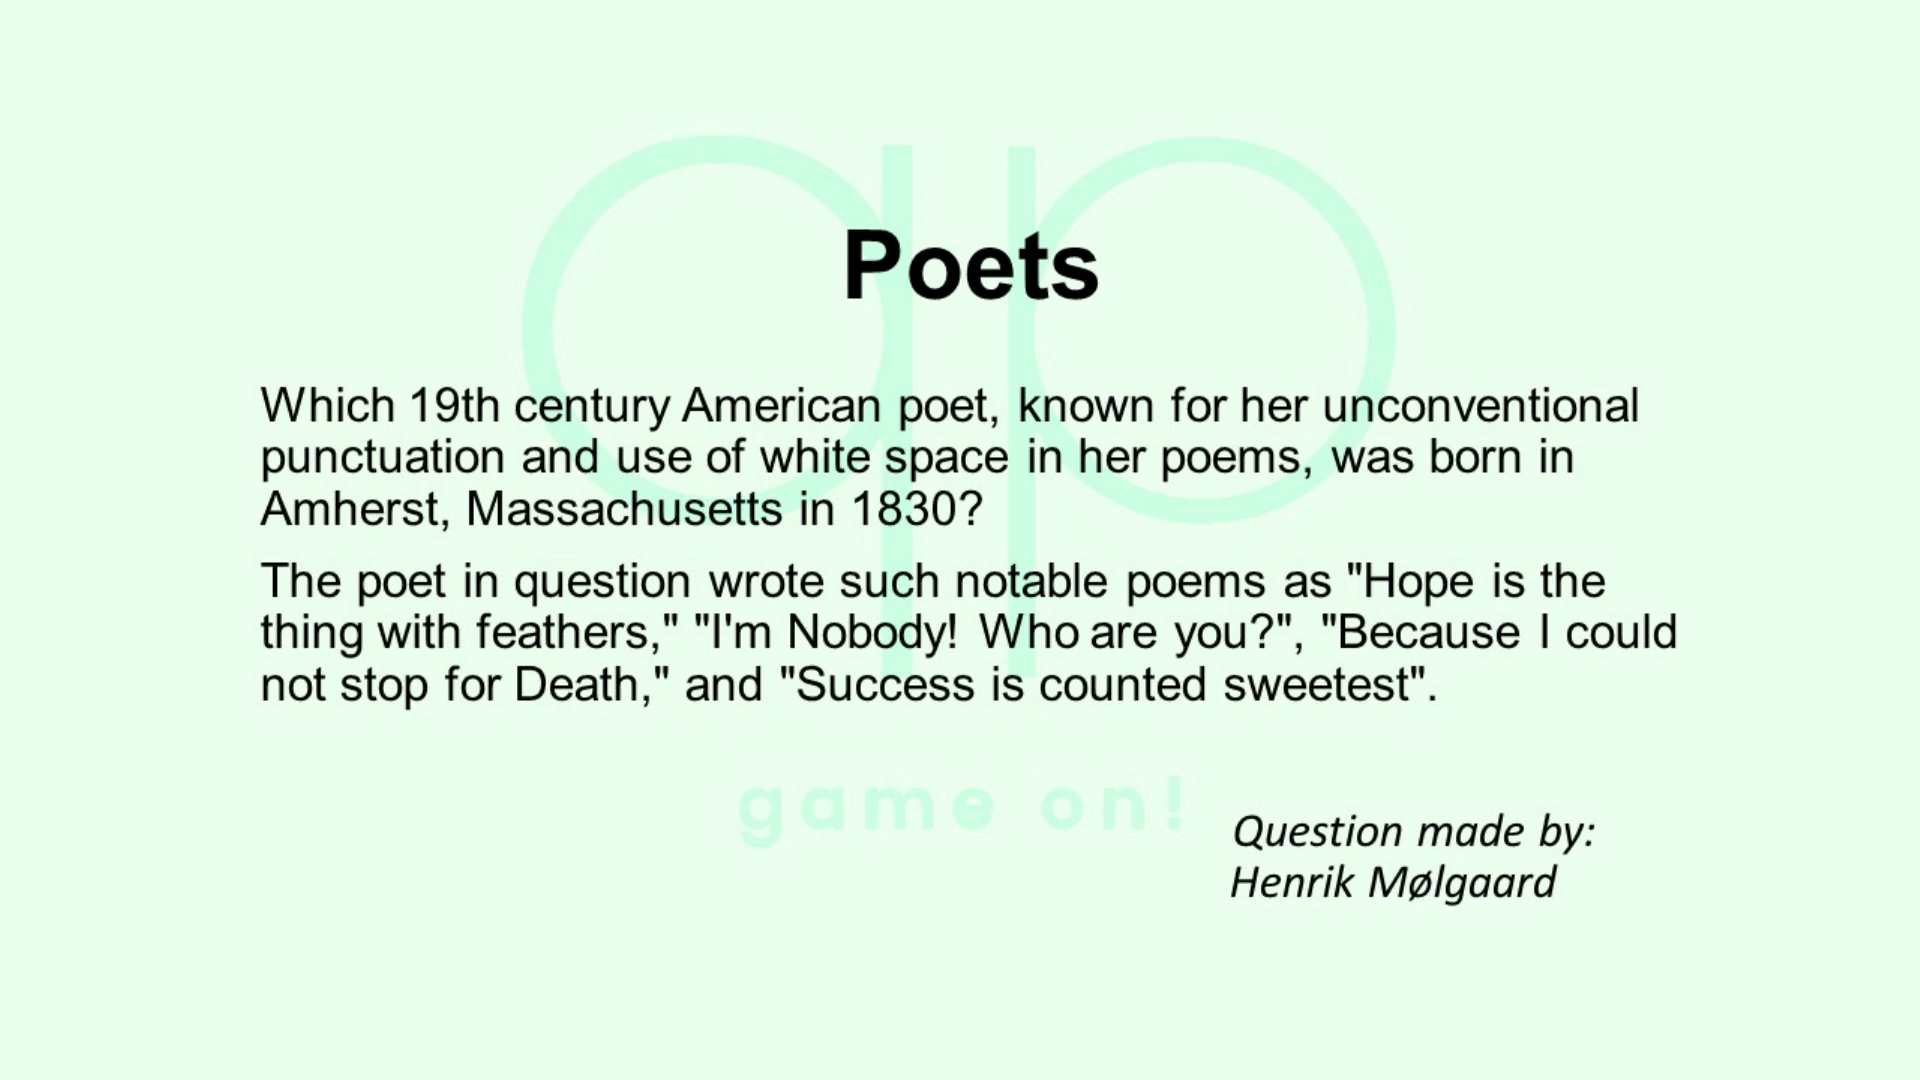 Poets
Which 19th century American poet, known for her unconventional
punctuation and use of white space in her poems, was born in
Amherst, Massachusetts in 1830?
The poet in question wrote such notable poems as "Hope is the
thing with feathers," "I'm Nobody! Who are you?", "Because I could
not stop for Death," and "Success is counted sweetest".
game on!
Question made by:
Henrik Mølgaard